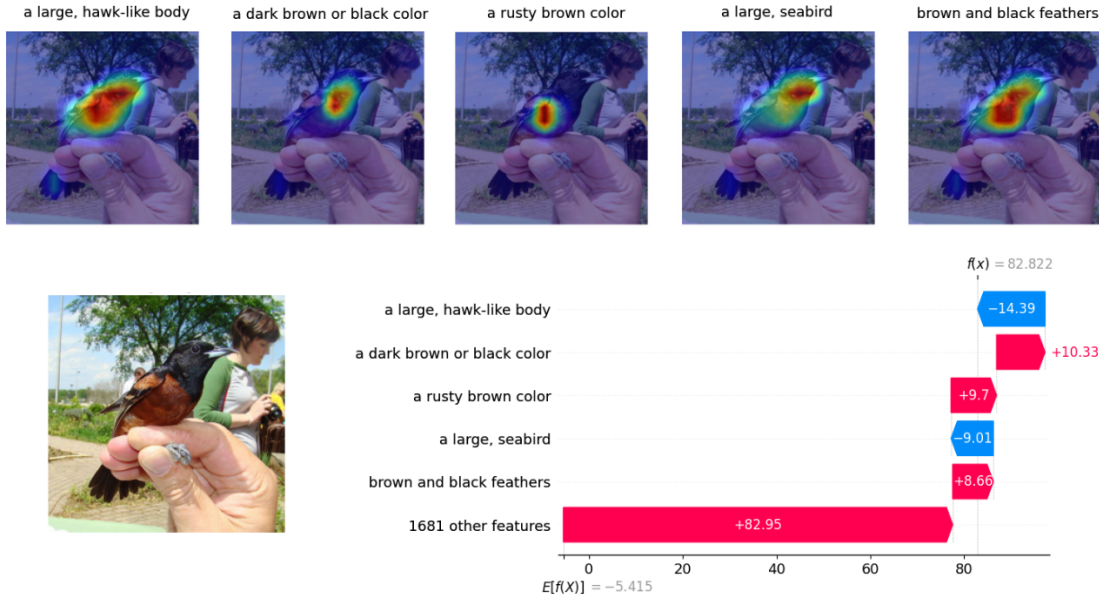 a large, hawk-like body
a dark brown or black color
a rusty brown color
a large, seabird
brown and black feathers
f(x) = 82.822
a large, hawk-like body
−14.39
a dark brown or black color
+10.33
a rusty brown color
+9.7
a large, seabird
−9.01
brown and black feathers
+8.66
1681 other features
+82.95
0 20 40 60 80
E[f(X)] = −5.415